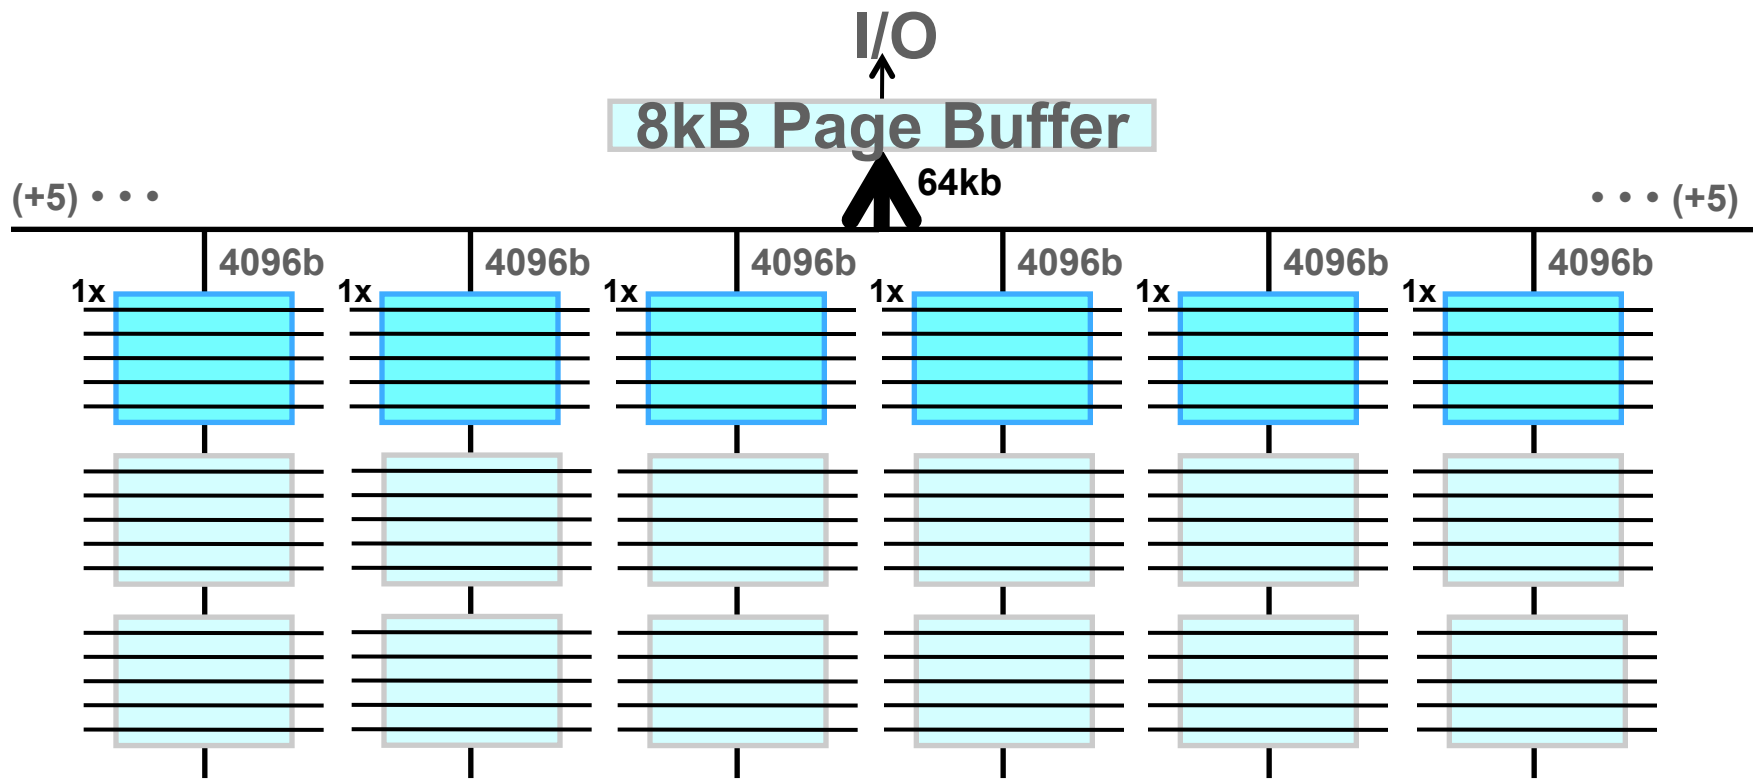 I/O
8kB Page Buffer
64kb
(+5) • • •
• • • (+5)
4096b 4096b 4096b 4096b 4096b 4096b
1x 1x 1x 1x 1x 1x